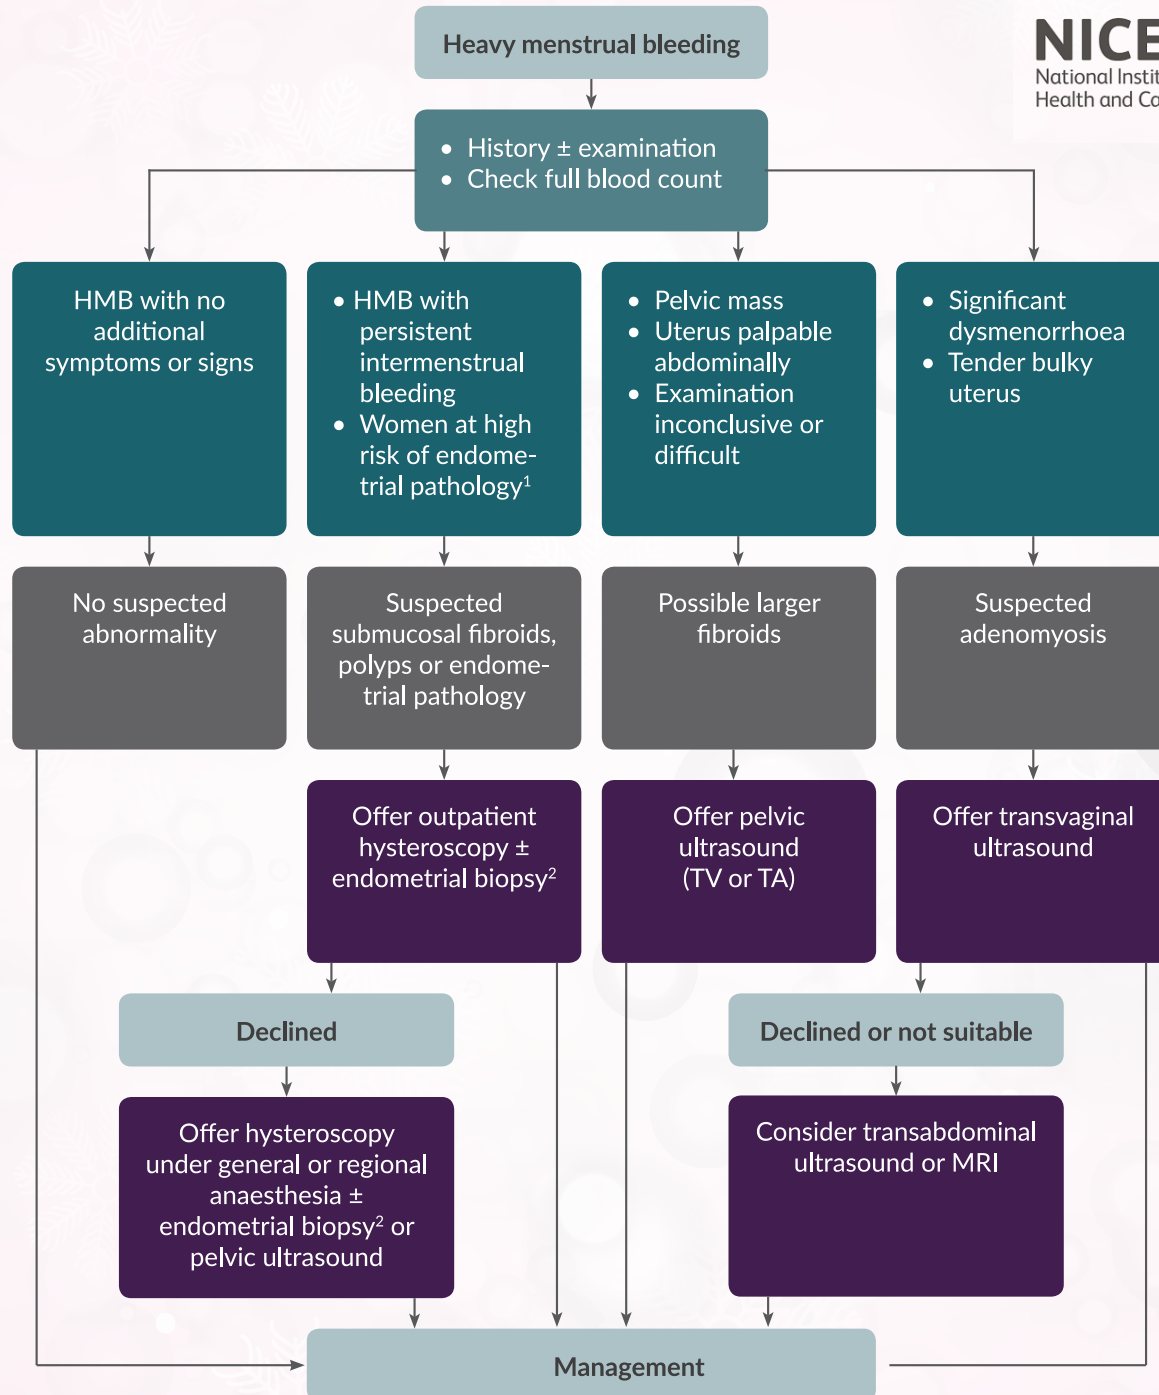 Heavy menstrual bleeding
NICE
National Instit
Health and Ca
• History ± examination
• Check full blood count
HMB with no
additional
symptoms or signs
• HMB with
persistent
intermenstrual
bleeding
• Women at high
risk of endome-
trial pathology¹
• Pelvic mass
• Uterus palpable
abdominally
• Examination
inconclusive or
difficult
• Significant
dysmenorrhoea
• Tender bulky
uterus
No suspected
abnormality
Suspected
submucosal fibroids,
polyps or endome-
trial pathology
Possible larger
fibroids
Suspected
adenomyosis
Offer outpatient
hysteroscopy ±
endometrial biopsy²
Offer pelvic
ultrasound
(TV or TA)
Offer transvaginal
ultrasound
Declined
Declined or not suitable
Offer hysteroscopy
under general or regional
anaesthesia ±
endometrial biopsy² or
pelvic ultrasound
Consider transabdominal
ultrasound or MRI
Management